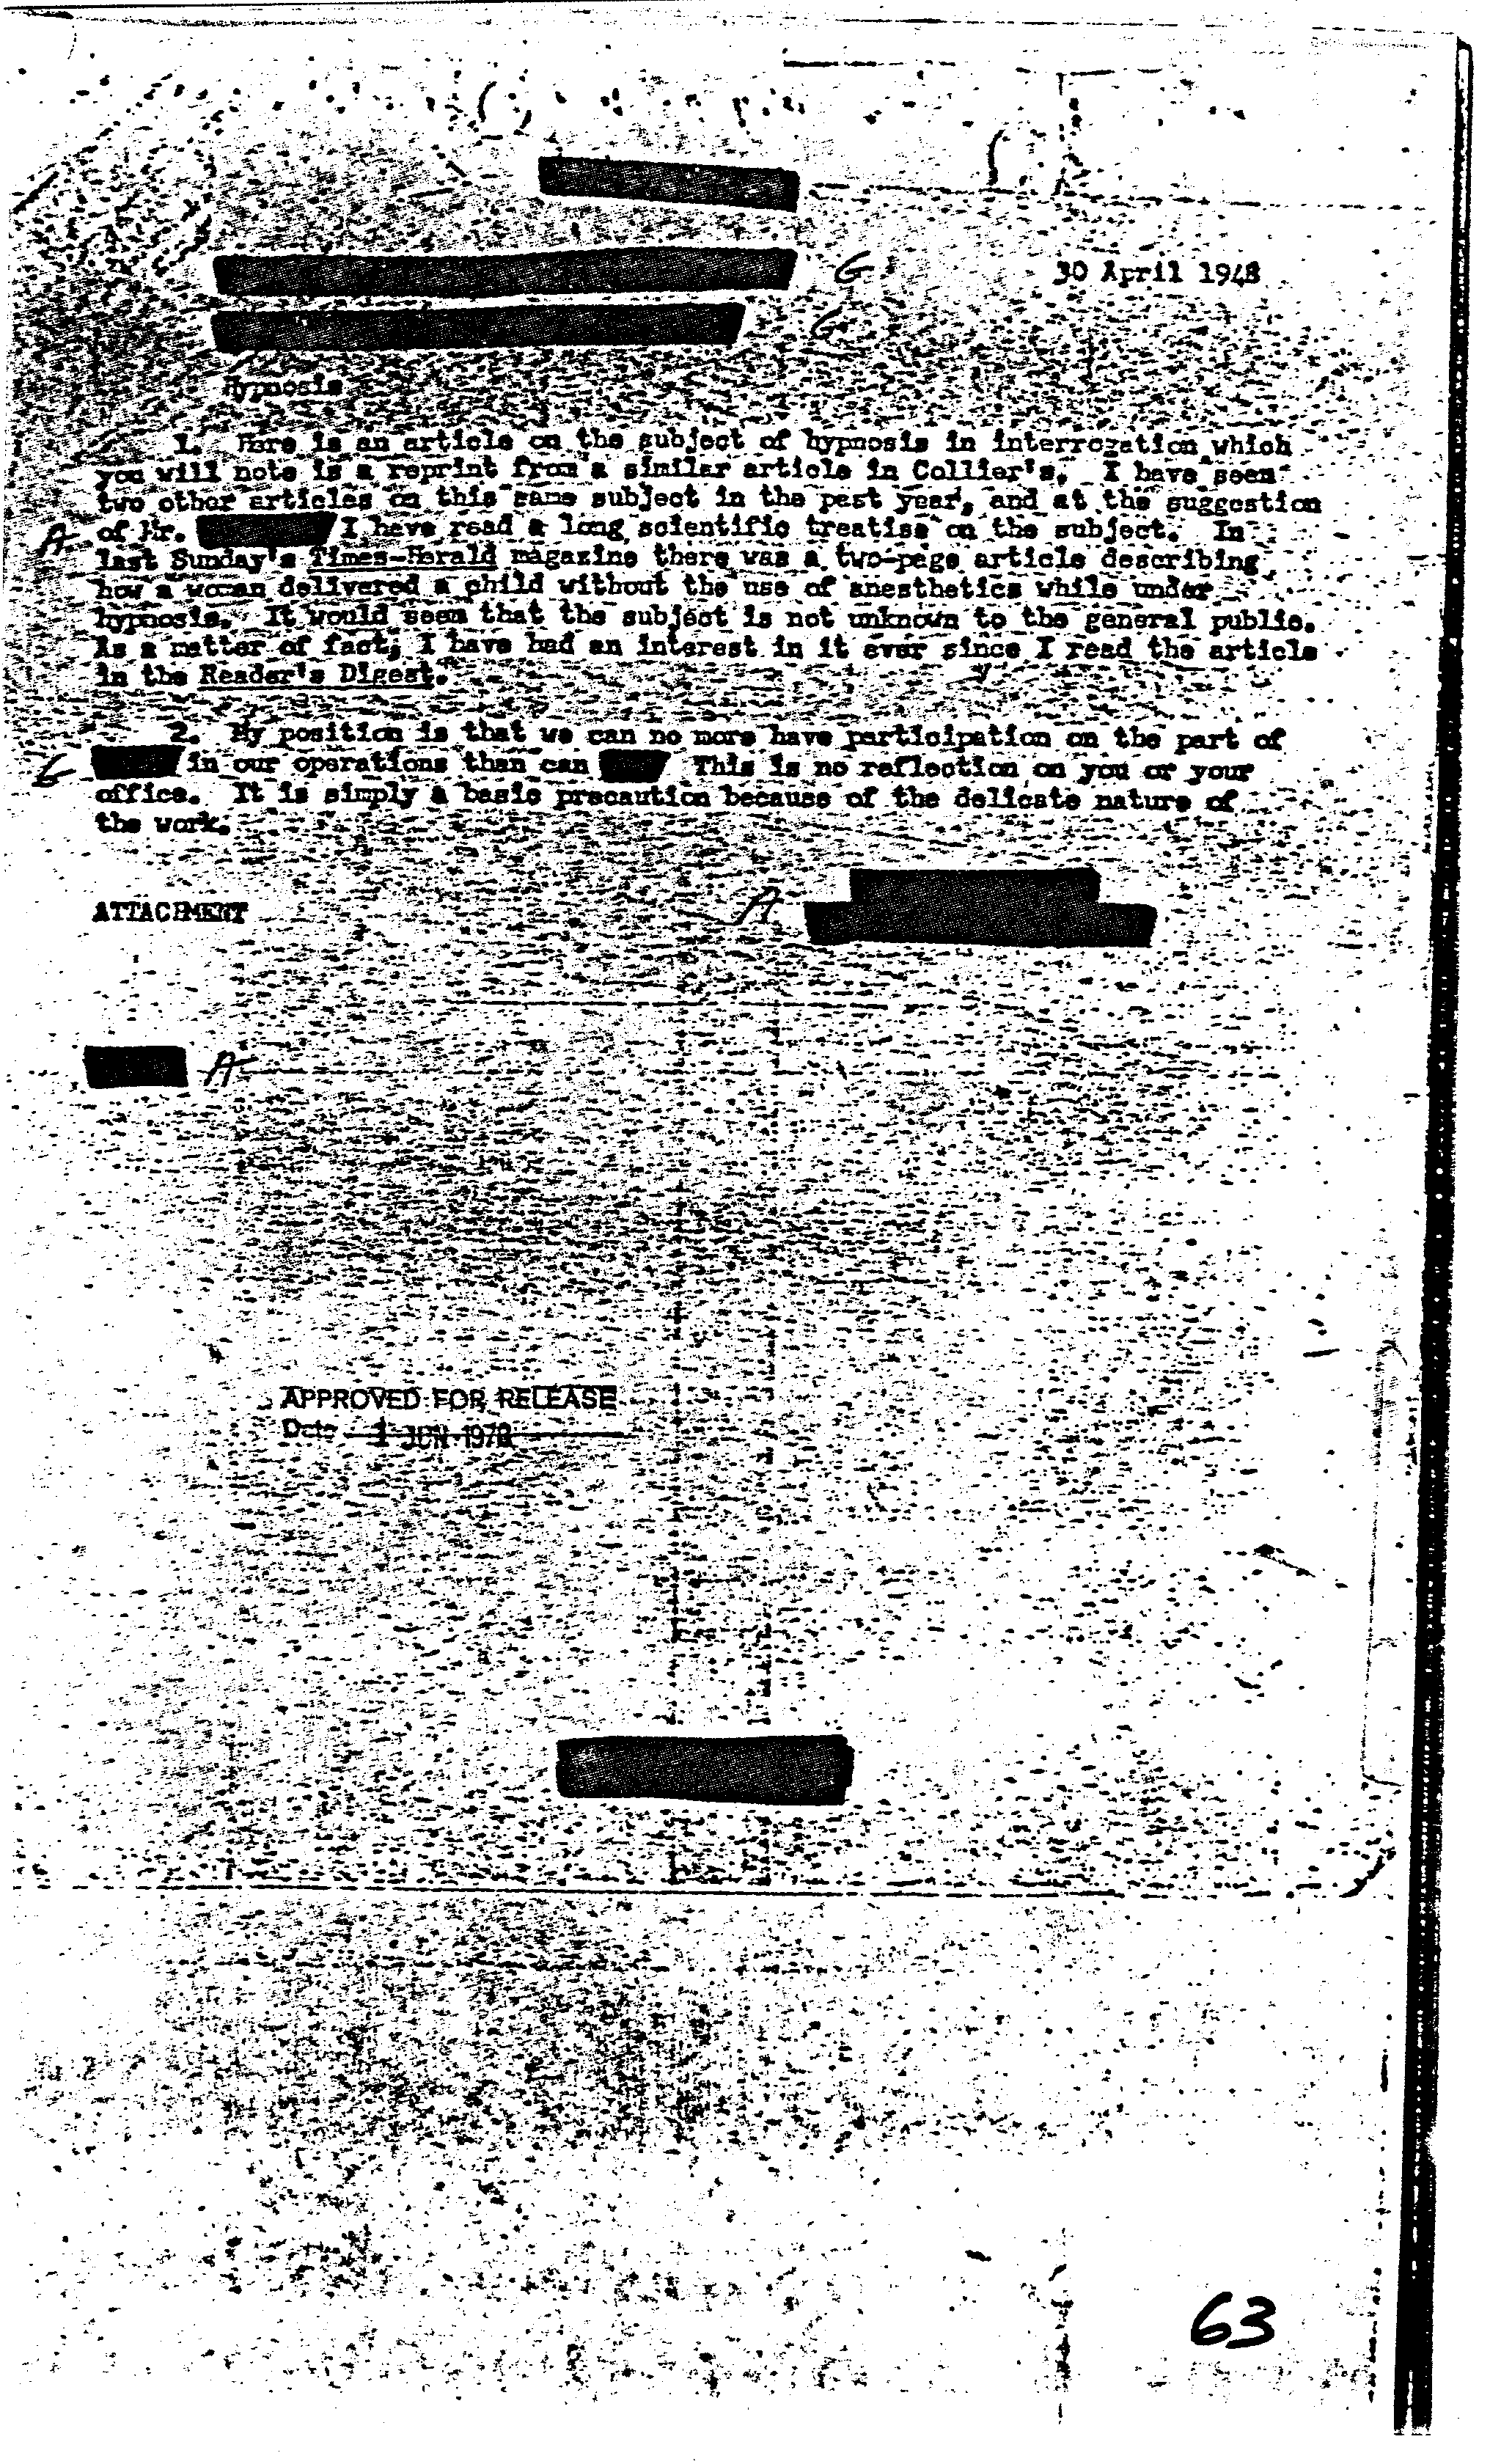 G
30 April 1948
G
Hypnosis
1. Here is an article on the subject of hypnosis in interrogation which
you will note is a reprint from a similar article in Collier's. I have seen
two other articles on this same subject in the past year, and at the suggestion
A of Mr. I have read a long scientific treatise on the subject. In
last Sunday's Times-Herald magazine there was a two-page article describing
how a woman delivered a child without the use of anesthetics while under
hypnosis. It would seem that the subject is not unknown to the general public.
As a matter of fact, I have had an interest in it ever since I read the article
in the Reader's Digest.
2. My position is that we can no more have participation on the part of
G in our operations than can This is no reflection on you or your
office. It is simply a basic precaution because of the delicate nature of
the work.
ATTACHMENT
A
A
APPROVED FOR RELEASE
Date 1 JUN 1978
63